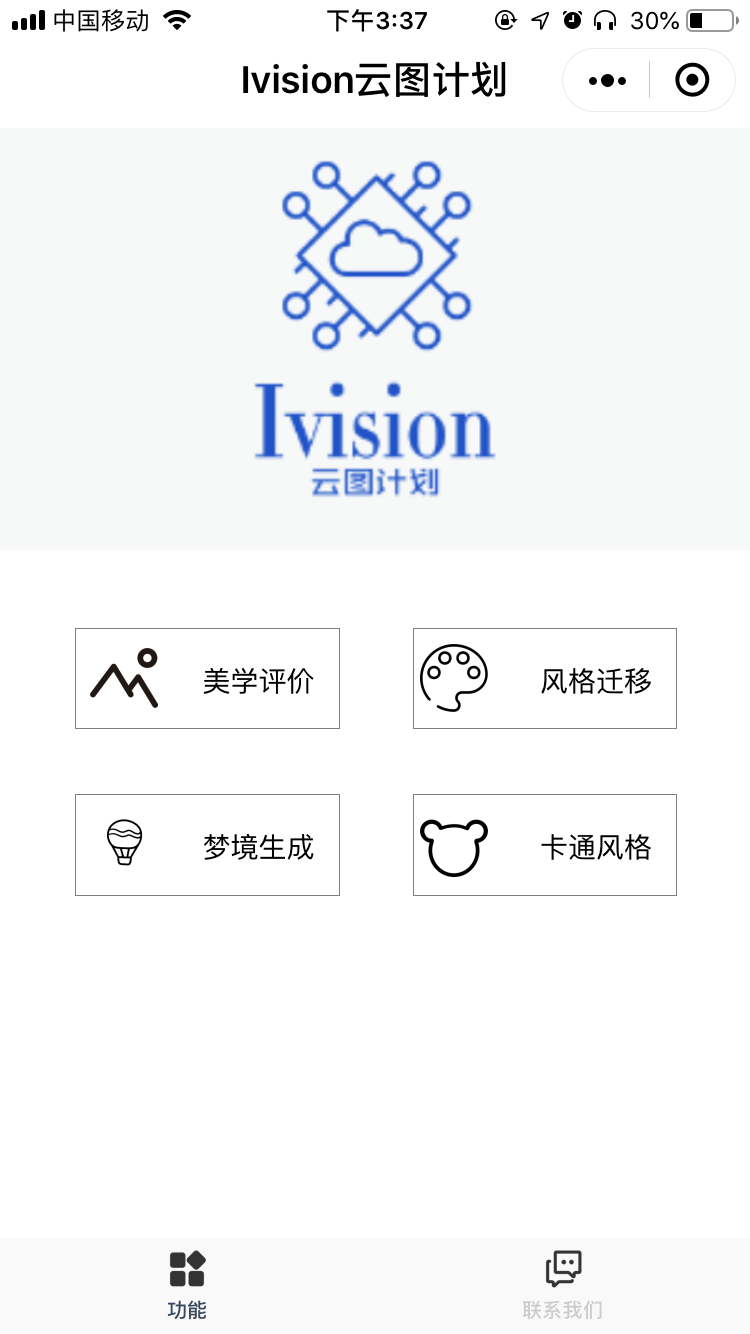 中国移动 下午3:37 30%
Ivision云图计划
Ivision
云图计划
美学评价 风格迁移
梦境生成 卡通风格
功能 联系我们